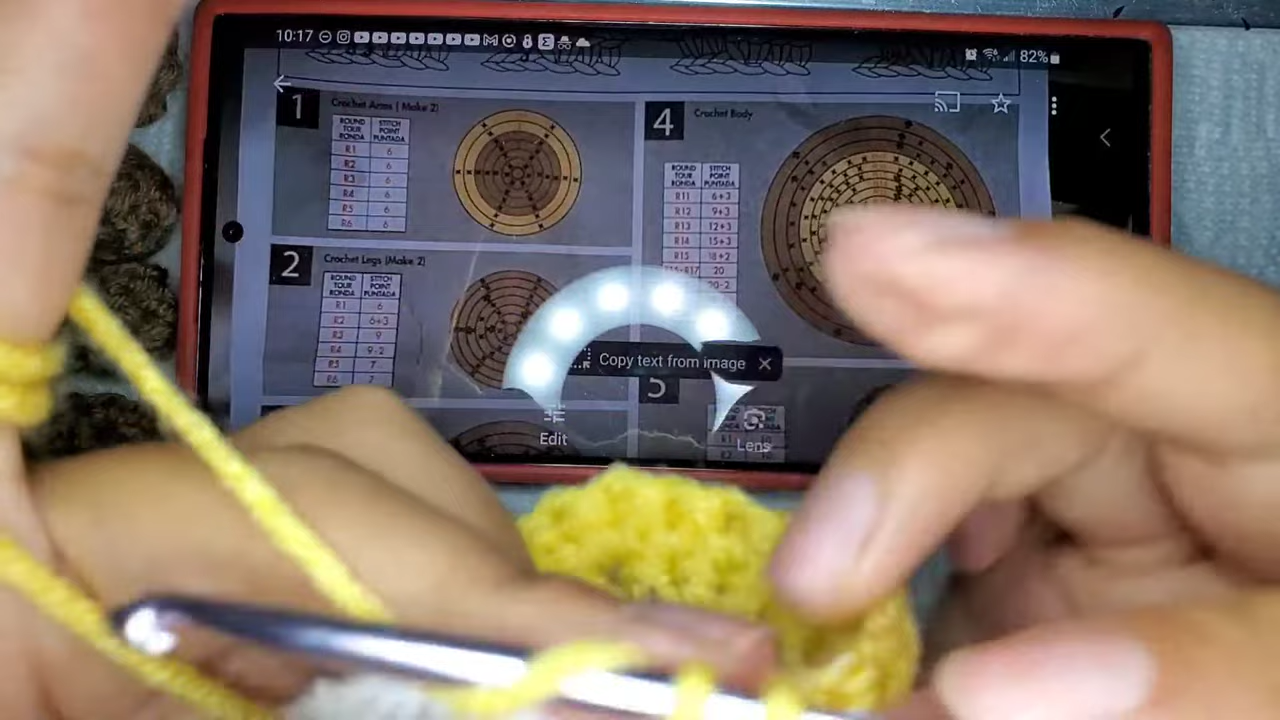 10:17
82%
1
Crochet Arms ( Make 2)
ROUND TOUR RONDA STITCH POINT PUNTADA
R1 6
R2 6
R3 6
R4 6
R5 6
R6 6
4
Crochet Body
ROUND TOUR RONDA STITCH POINT PUNTADA
R11 6+3
R12 9+3
R13 12+3
R14 15+3
R15 18+2
R17 20
20-2
2
Crochet Legs (Make 2)
ROUND TOUR RONDA STITCH POINT PUNTADA
R1 6
R2 6+3
R3 9
R4 9-2
R5 7
R6 7
Copy text from image
5
R1 10
R2
Edit
Lens